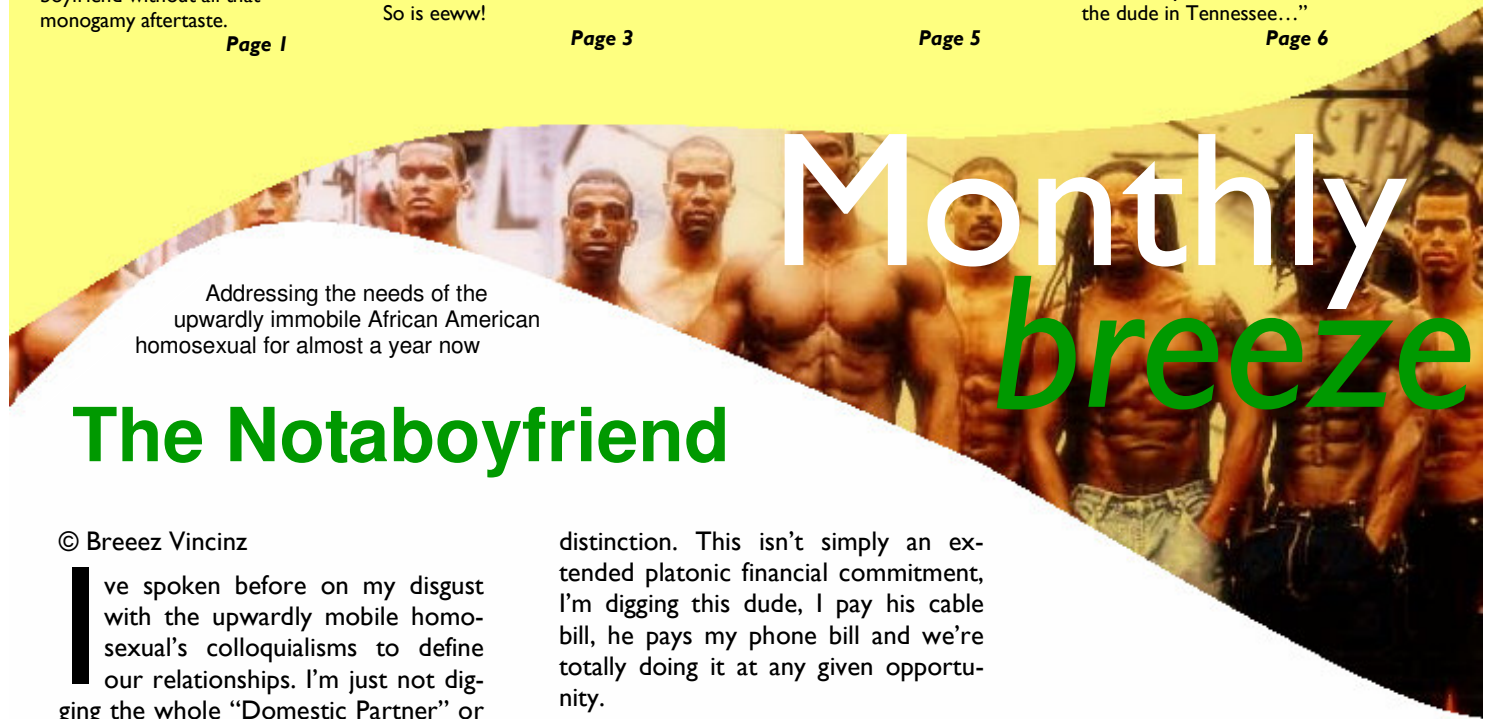 boyfriend without all that
monogamy aftertaste.
Page 1
So is eeww!
Page 3
Page 5
the dude in Tennessee…”
Page 6
Monthly
breeze
Addressing the needs of the
upwardly immobile African American
homosexual for almost a year now
The Notaboyfriend
© Breeez Vincinz
I ve spoken before on my disgust
with the upwardly mobile homo-
sexual’s colloquialisms to define
our relationships. I’m just not dig-
ging the whole “Domestic Partner” or
distinction. This isn’t simply an ex-
tended platonic financial commitment,
I’m digging this dude, I pay his cable
bill, he pays my phone bill and we’re
totally doing it at any given opportu-
nity.